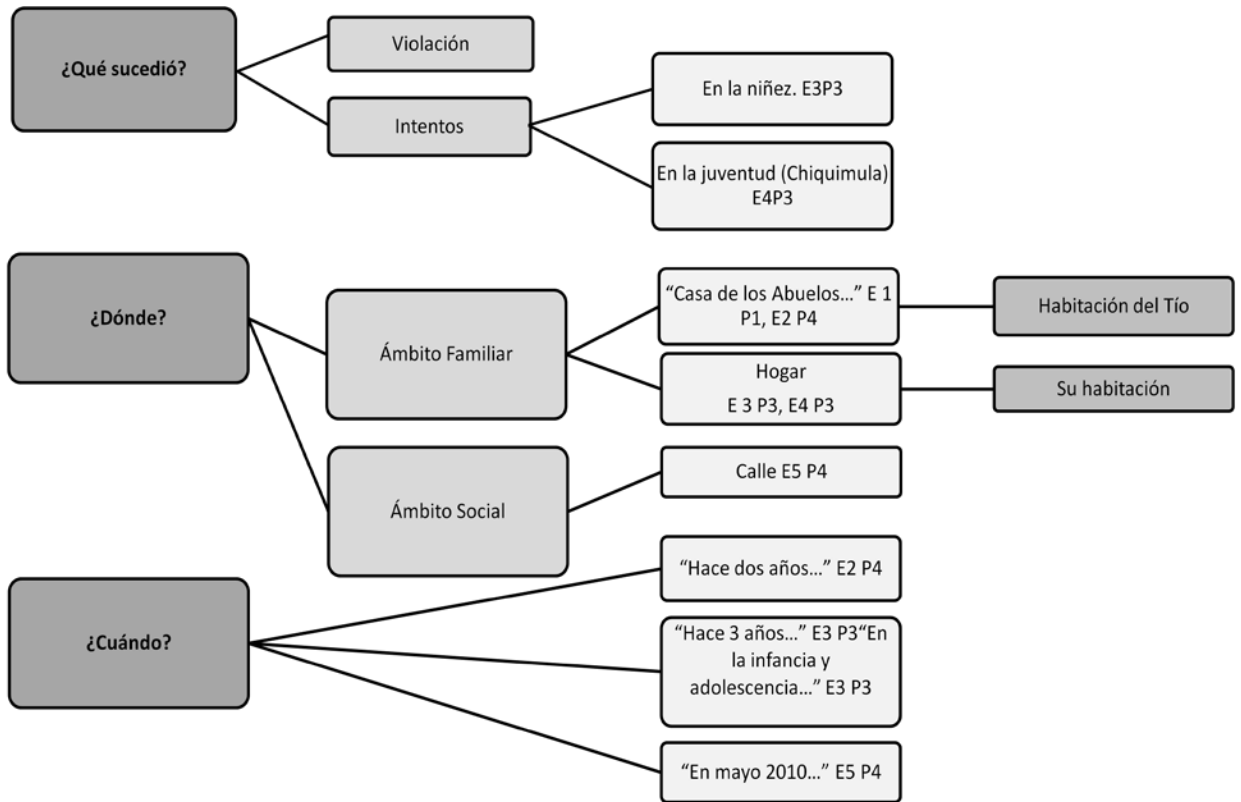 ¿Qué sucedió?
Violación
Intentos
En la niñez. E3P3
En la juventud (Chiquimula)
E4P3
¿Dónde?
Ámbito Familiar
“Casa de los Abuelos...” E 1
P1, E2 P4
Habitación del Tío
Hogar
E 3 P3, E4 P3
Su habitación
Ámbito Social
Calle E5 P4
¿Cuándo?
“Hace dos años...” E2 P4
“Hace 3 años...” E3 P3“En
la infancia y
adolescencia...” E3 P3
“En mayo 2010...” E5 P4